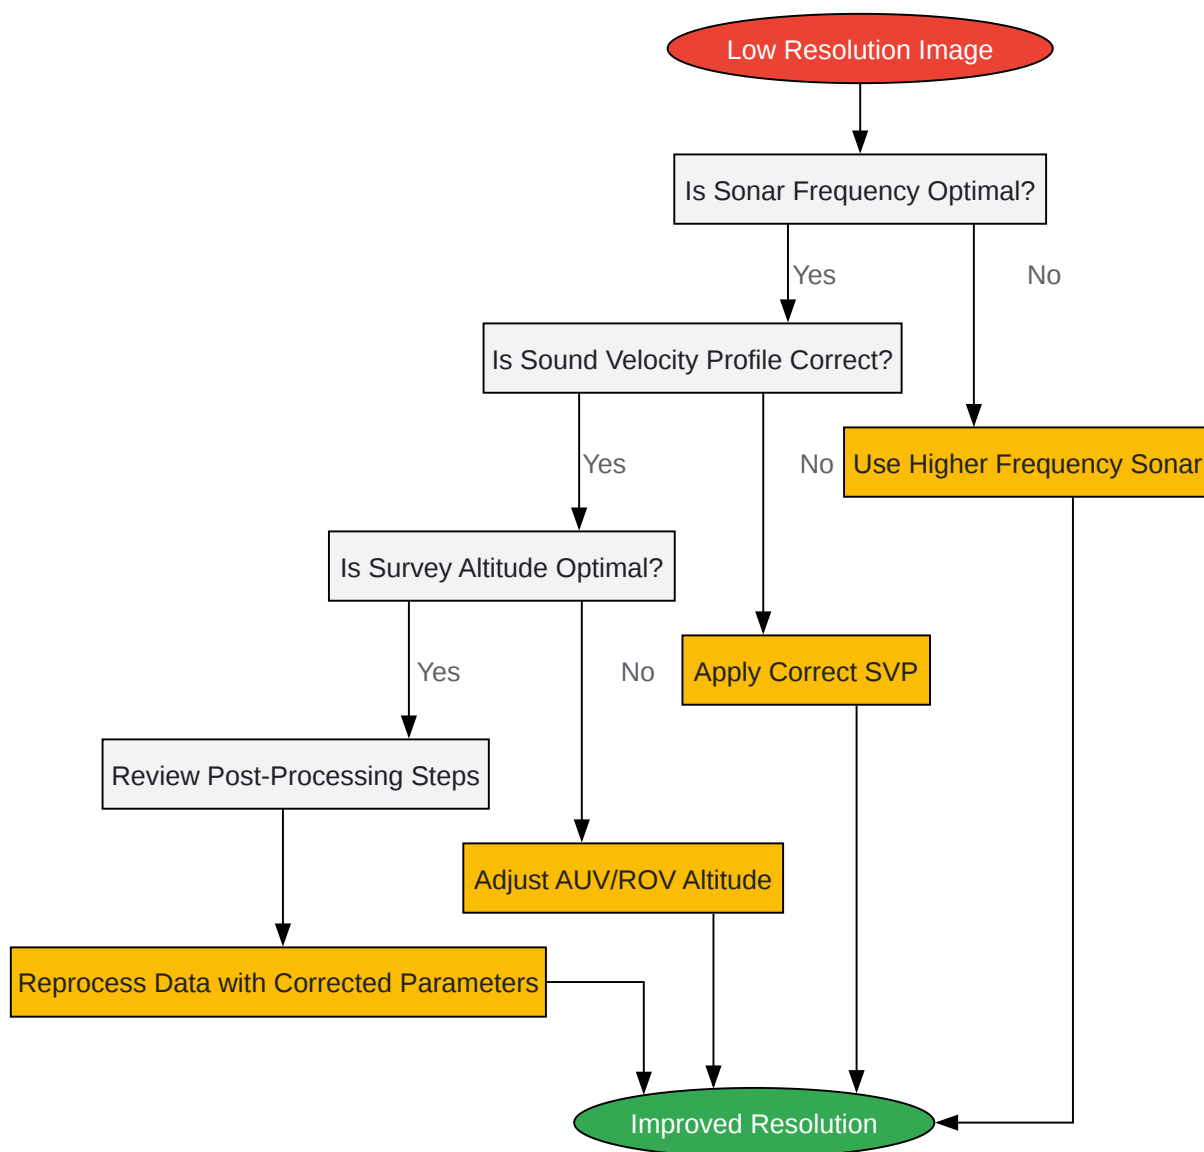 Low Resolution Image
Is Sonar Frequency Optimal?
Yes
No
Is Sound Velocity Profile Correct?
Yes
No
Use Higher Frequency Sonar
Is Survey Altitude Optimal?
Yes
No
Apply Correct SVP
Review Post-Processing Steps
Adjust AUV/ROV Altitude
Reprocess Data with Corrected Parameters
Improved Resolution